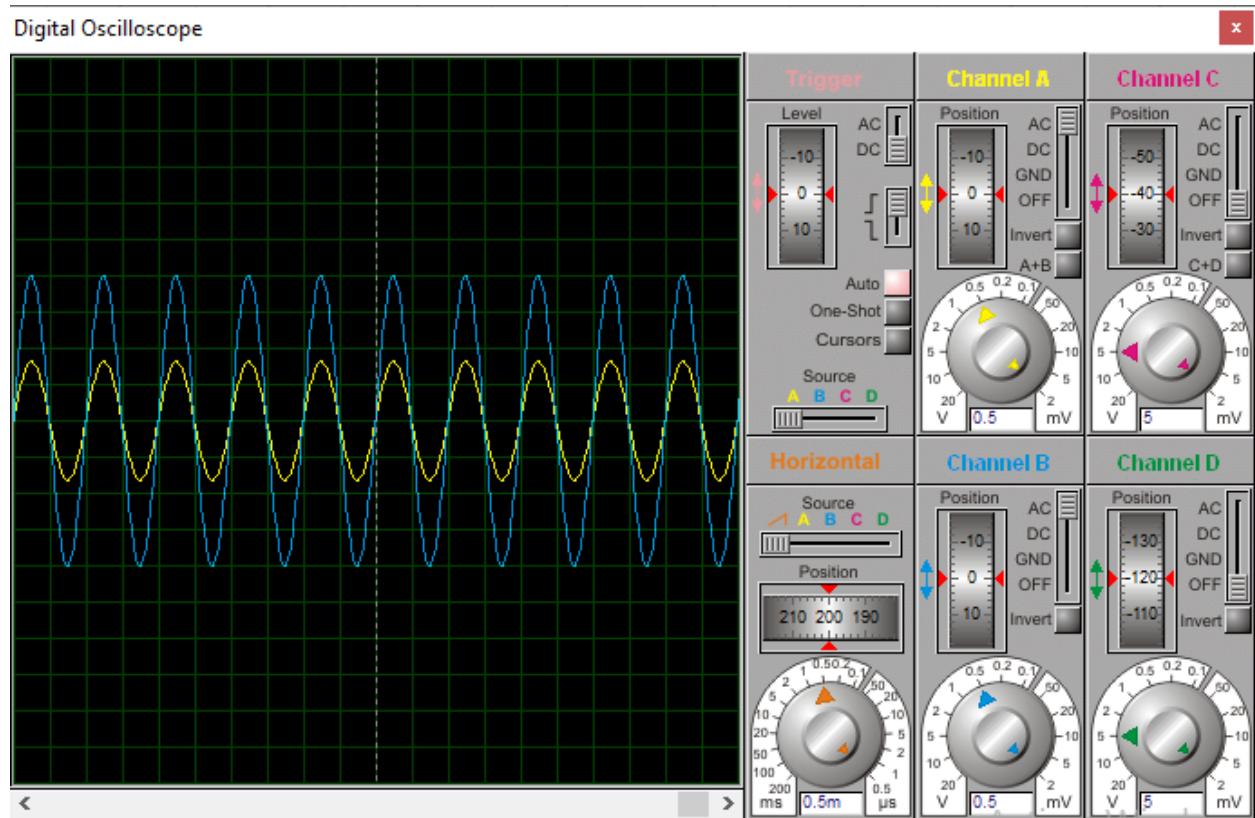 Digital Oscilloscope
x
Trigger
Level
AC
DC
-10
0
10
Auto
One-Shot
Cursors
Source
A B C D
Channel A
Position
AC
DC
GND
OFF
-10
0
10
Invert
A+B
20 10 5 2 1 0.5 0.2 0.1 50 20 10 5 2
V 0.5 mV
Channel C
Position
AC
DC
GND
OFF
-50
-40
-30
Invert
C+D
20 10 5 2 1 0.5 0.2 0.1 50 20 10 5 2
V 5 mV
Horizontal
Source
A B C D
Position
210 200 190
200 100 50 20 10 5 2 1 0.5 0.2 0.1 50 20 10 5 2 1 0.5
ms 0.5m µs
Channel B
Position
AC
DC
GND
OFF
-10
0
10
Invert
20 10 5 2 1 0.5 0.2 0.1 50 20 10 5 2
V 0.5 mV
Channel D
Position
AC
DC
GND
OFF
-130
-120
-110
Invert
20 10 5 2 1 0.5 0.2 0.1 50 20 10 5 2
V 5 mV